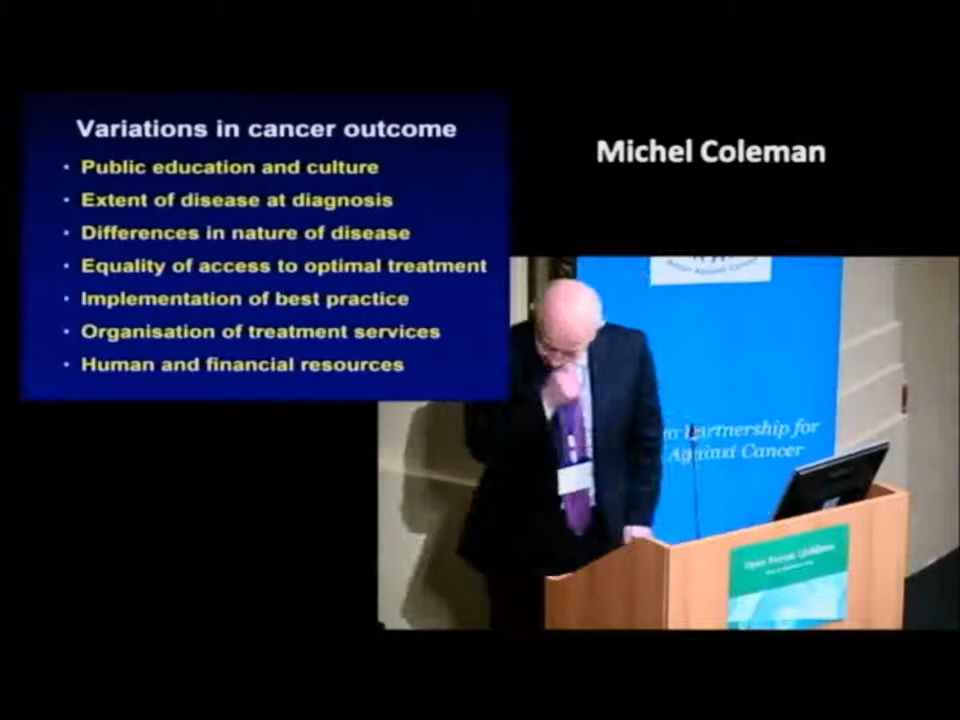 Variations in cancer outcome
• Public education and culture
• Extent of disease at diagnosis
• Differences in nature of disease
• Equality of access to optimal treatment
• Implementation of best practice
• Organisation of treatment services
• Human and financial resources
Michel Coleman
Partnership for
Against Cancer